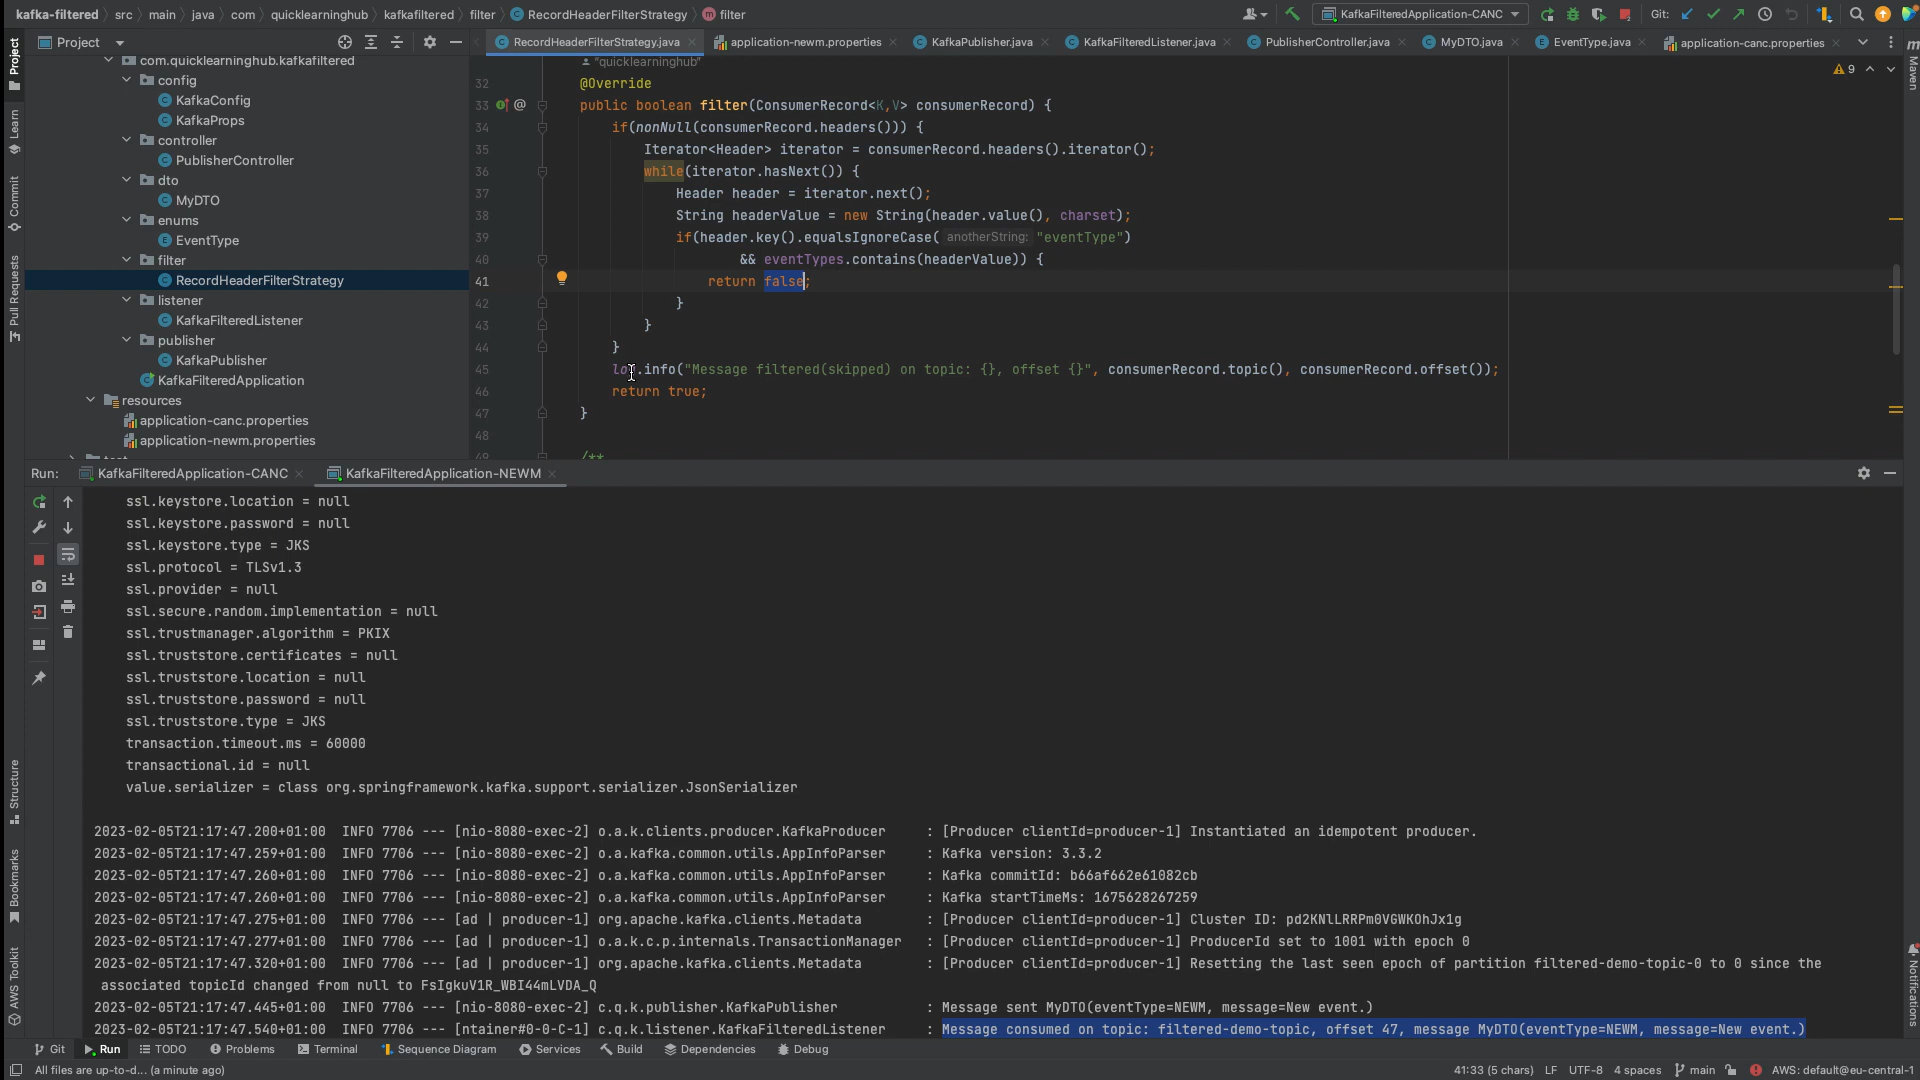 kafka-filtered src main java com quicklearninghub kafkafiltered filter RecordHeaderFilterStrategy filter
KafkaFilteredApplication-CANC
Git:
Project
RecordHeaderFilterStrategy.java
application-newm.properties
KafkaPublisher.java
KafkaFilteredListener.java
PublisherController.java
MyDTO.java
EventType.java
application-canc.properties
Project
Learn
Commit
Pull Requests
Structure
Bookmarks
AWS Toolkit
Maven
Notifications
com.quicklearninghub.kafkafiltered
config
KafkaConfig
KafkaProps
controller
PublisherController
dto
MyDTO
enums
EventType
filter
RecordHeaderFilterStrategy
listener
KafkaFilteredListener
publisher
KafkaPublisher
KafkaFilteredApplication
resources
application-canc.properties
application-newm.properties
"quicklearninghub"
9
32 @Override
33 @ public boolean filter(ConsumerRecord<K,V> consumerRecord) {
34 if(nonNull(consumerRecord.headers())) {
35 Iterator<Header> iterator = consumerRecord.headers().iterator();
36 while(iterator.hasNext()) {
37 Header header = iterator.next();
38 String headerValue = new String(header.value(), charset);
39 if(header.key().equalsIgnoreCase( anotherString: "eventType")
40 && eventTypes.contains(headerValue)) {
41 return false;
42 }
43 }
44 }
45 log.info("Message filtered(skipped) on topic: {}, offset {}", consumerRecord.topic(), consumerRecord.offset());
46 return true;
47 }
48
49 /**
Run: KafkaFilteredApplication-CANC KafkaFilteredApplication-NEWM
ssl.keystore.location = null
ssl.keystore.password = null
ssl.keystore.type = JKS
ssl.protocol = TLSv1.3
ssl.provider = null
ssl.secure.random.implementation = null
ssl.trustmanager.algorithm = PKIX
ssl.truststore.certificates = null
ssl.truststore.location = null
ssl.truststore.password = null
ssl.truststore.type = JKS
transaction.timeout.ms = 60000
transactional.id = null
value.serializer = class org.springframework.kafka.support.serializer.JsonSerializer
2023-02-05T21:17:47.200+01:00 INFO 7706 --- [nio-8080-exec-2] o.a.k.clients.producer.KafkaProducer : [Producer clientId=producer-1] Instantiated an idempotent producer.
2023-02-05T21:17:47.259+01:00 INFO 7706 --- [nio-8080-exec-2] o.a.kafka.common.utils.AppInfoParser : Kafka version: 3.3.2
2023-02-05T21:17:47.260+01:00 INFO 7706 --- [nio-8080-exec-2] o.a.kafka.common.utils.AppInfoParser : Kafka commitId: b66af662e61082cb
2023-02-05T21:17:47.260+01:00 INFO 7706 --- [nio-8080-exec-2] o.a.kafka.common.utils.AppInfoParser : Kafka startTimeMs: 1675628267259
2023-02-05T21:17:47.275+01:00 INFO 7706 --- [ad | producer-1] org.apache.kafka.clients.Metadata : [Producer clientId=producer-1] Cluster ID: pd2KNlLRRPm0VGWKOhJx1g
2023-02-05T21:17:47.277+01:00 INFO 7706 --- [ad | producer-1] o.a.k.c.p.internals.TransactionManager : [Producer clientId=producer-1] ProducerId set to 1001 with epoch 0
2023-02-05T21:17:47.320+01:00 INFO 7706 --- [ad | producer-1] org.apache.kafka.clients.Metadata : [Producer clientId=producer-1] Resetting the last seen epoch of partition filtered-demo-topic-0 to 0 since the
associated topicId changed from null to FsIgkuV1R_WBI44mLVDA_Q
2023-02-05T21:17:47.445+01:00 INFO 7706 --- [nio-8080-exec-2] c.q.k.publisher.KafkaPublisher : Message sent MyDTO(eventType=NEWM, message=New event.)
2023-02-05T21:17:47.540+01:00 INFO 7706 --- [ntainer#0-0-C-1] c.q.k.listener.KafkaFilteredListener : Message consumed on topic: filtered-demo-topic, offset 47, message MyDTO(eventType=NEWM, message=New event.)
Git Run TODO Problems Terminal Sequence Diagram Services Build Dependencies Debug
All files are up-to-d... (a minute ago) 41:33 (5 chars) LF UTF-8 4 spaces main AWS: default@eu-central-1